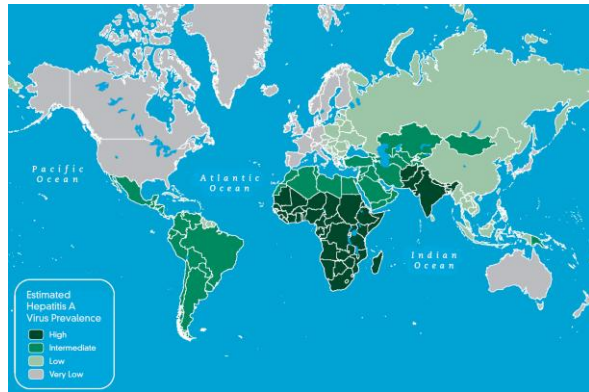 Pacific
Ocean
Atlantic
Ocean
Indian
Ocean
Estimated
Hepatitis A
Virus Prevalence
High
Intermediate
Low
Very Low